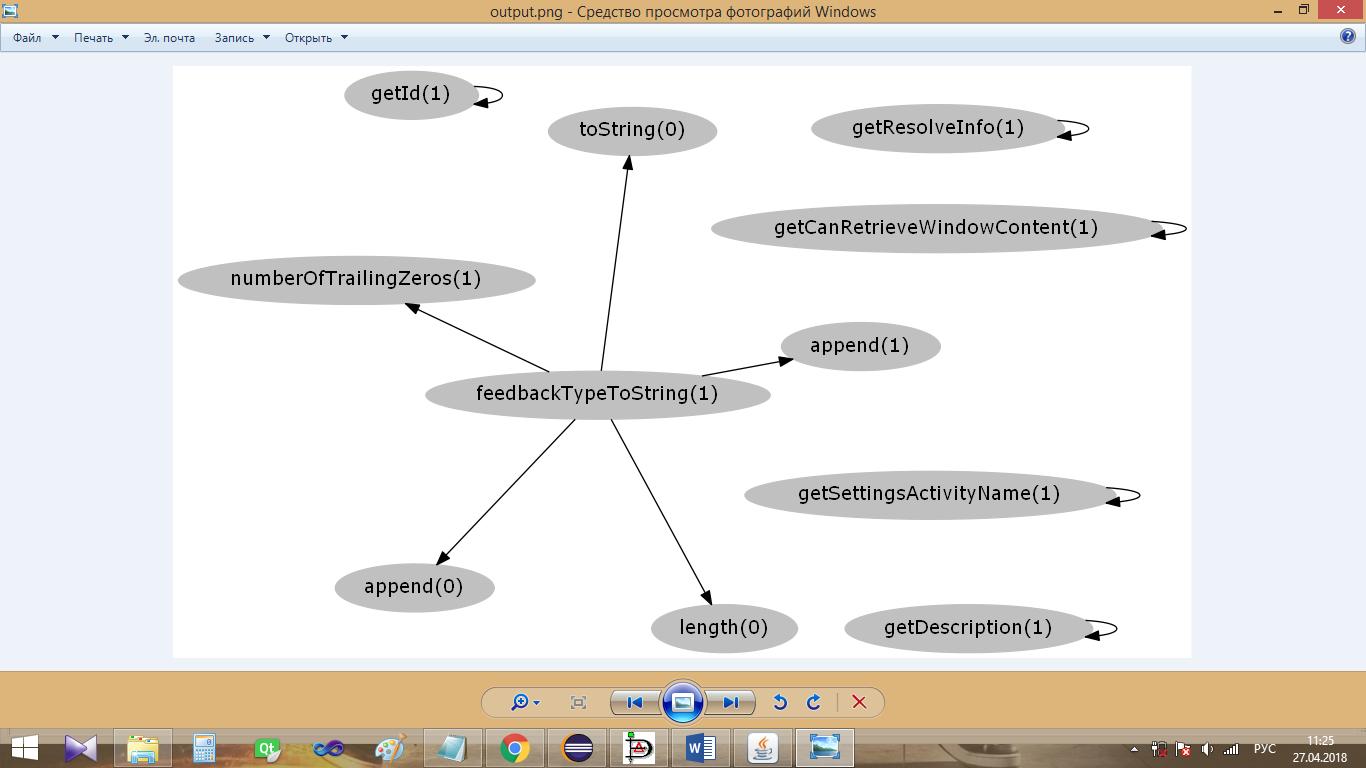 output.png - Средство просмотра фотографий Windows
Файл Печать Эл. почта Запись Открыть
getId(1)
toString(0)
getResolveInfo(1)
getCanRetrieveWindowContent(1)
numberOfTrailingZeros(1)
append(1)
feedbackTypeToString(1)
getSettingsActivityName(1)
append(0)
length(0)
getDescription(1)
Qt
W
РУС
11:25
27.04.2018